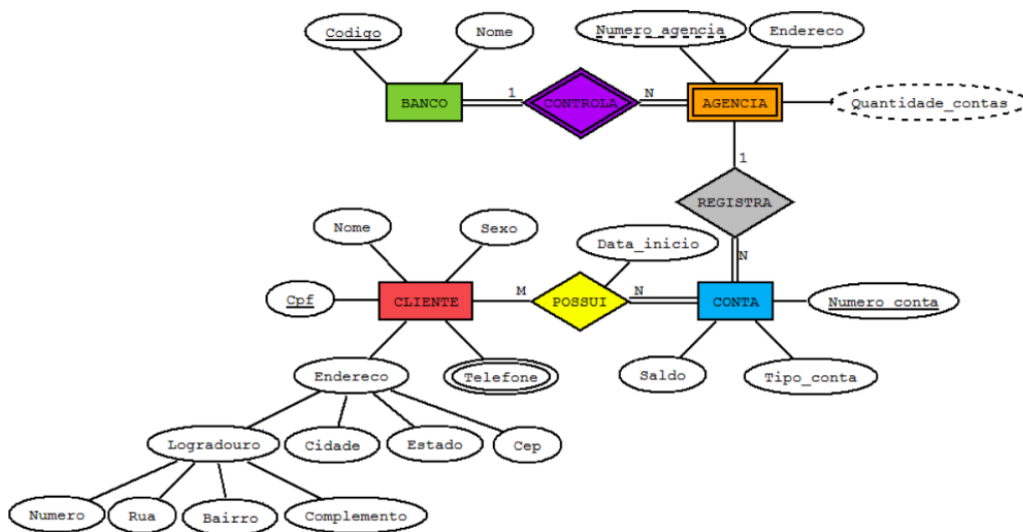 Codigo
Nome
Numero_agencia
Endereco
BANCO
1
CONTROLA
N
AGENCIA
Quantidade_contas
1
REGISTRA
N
Nome
Sexo
Data_inicio
Cpf
CLIENTE
M
POSSUI
N
CONTA
Numero_conta
Endereco
Telefone
Saldo
Tipo_conta
Logradouro
Cidade
Estado
Cep
Numero
Rua
Bairro
Complemento